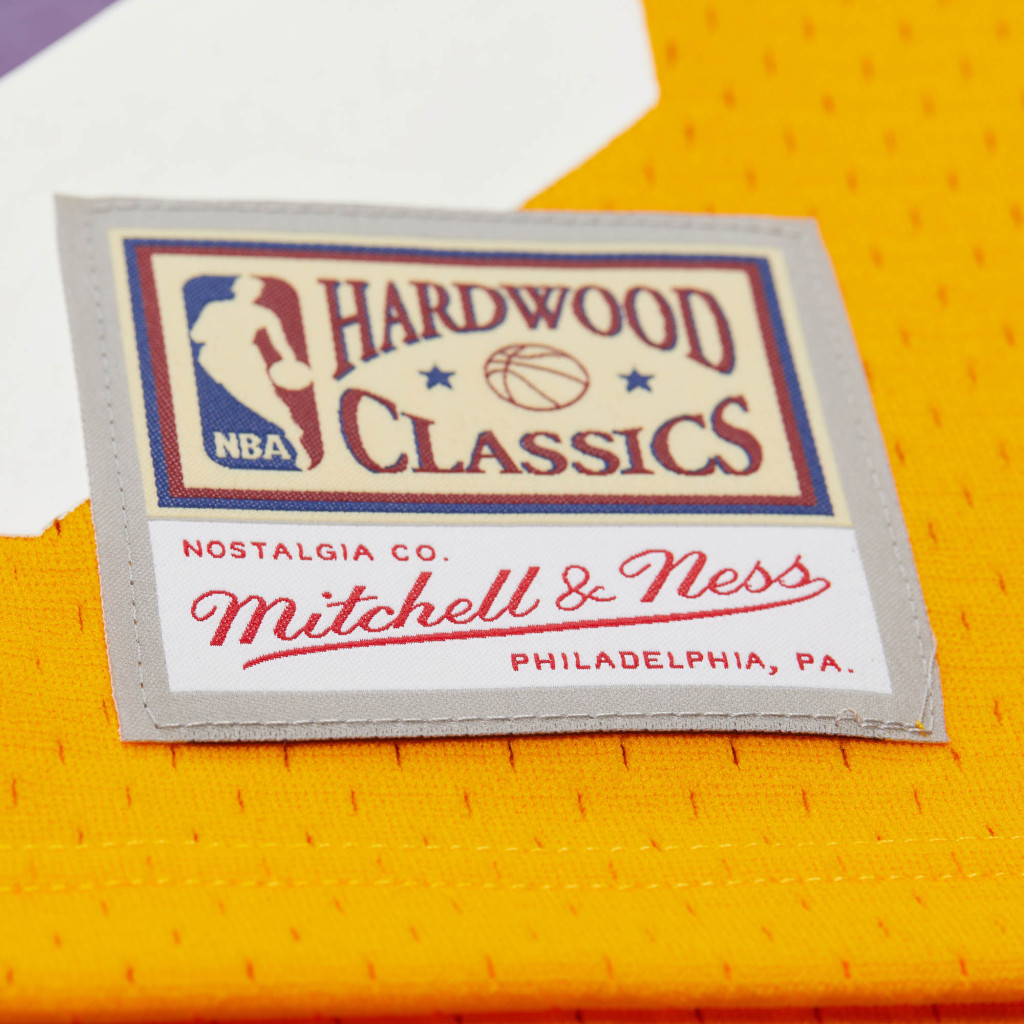 HARDWOOD
CLASSICS
NBA
NOSTALGIA CO.
Mitchell & Ness
PHILADELPHIA, PA.